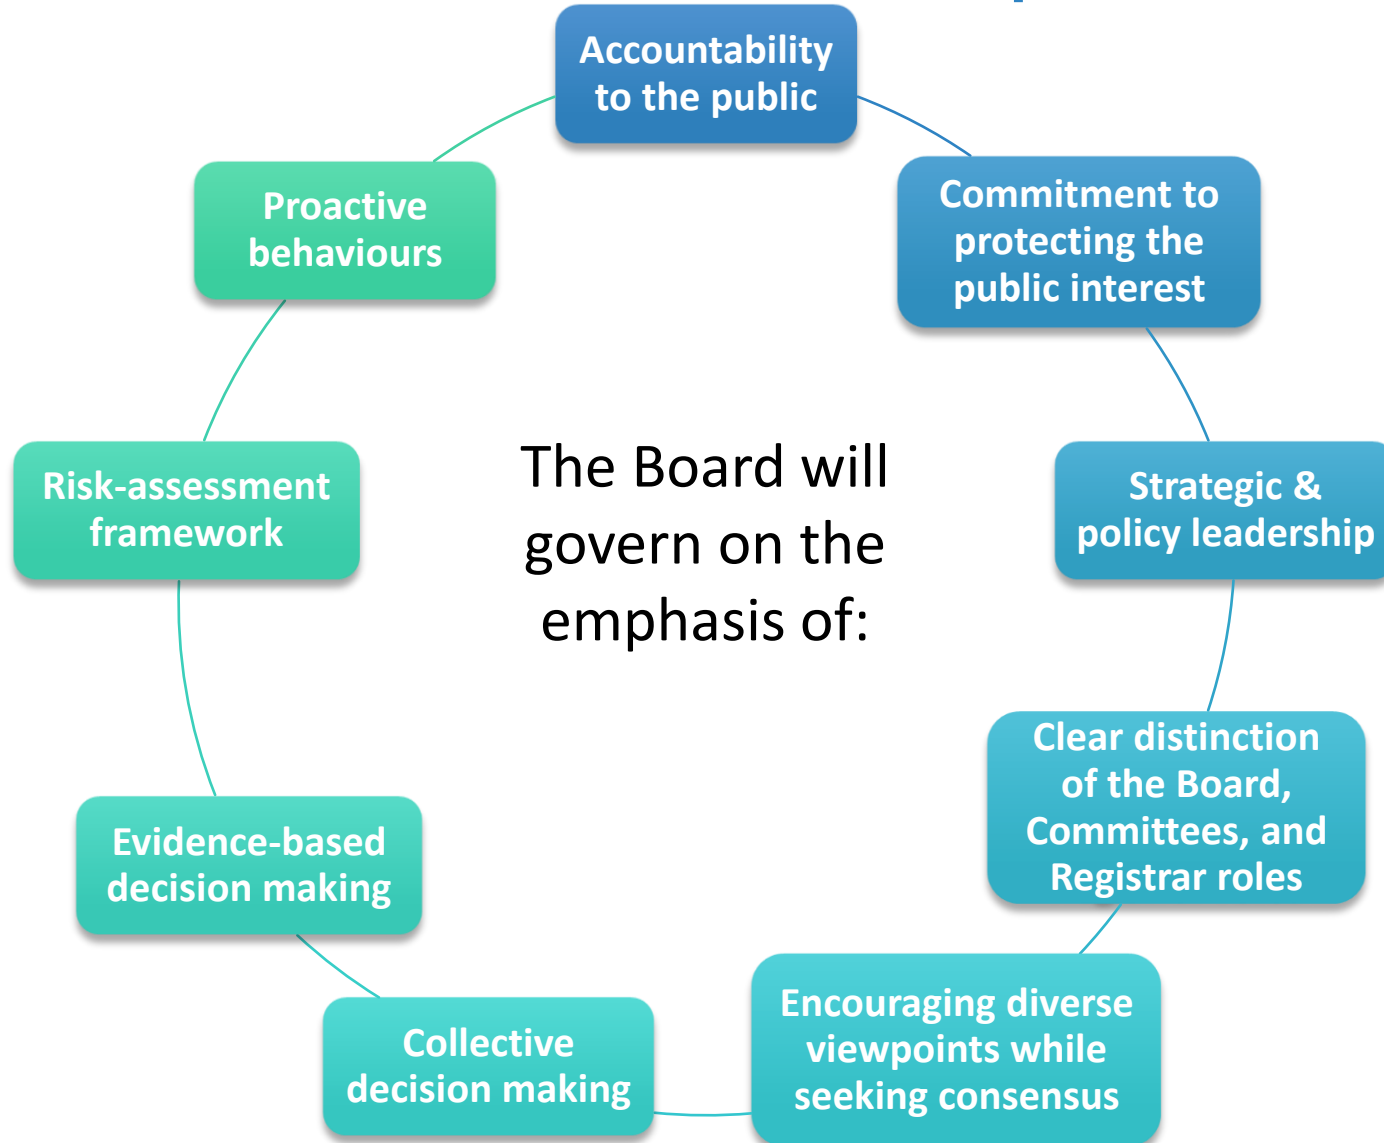 Accountability
to the public
Commitment to
protecting the
public interest
Strategic &
policy leadership
Clear distinction
of the Board,
Committees, and
Registrar roles
Encouraging diverse
viewpoints while
seeking consensus
Collective
decision making
Evidence-based
decision making
Risk-assessment
framework
Proactive
behaviours
The Board will
govern on the
emphasis of: